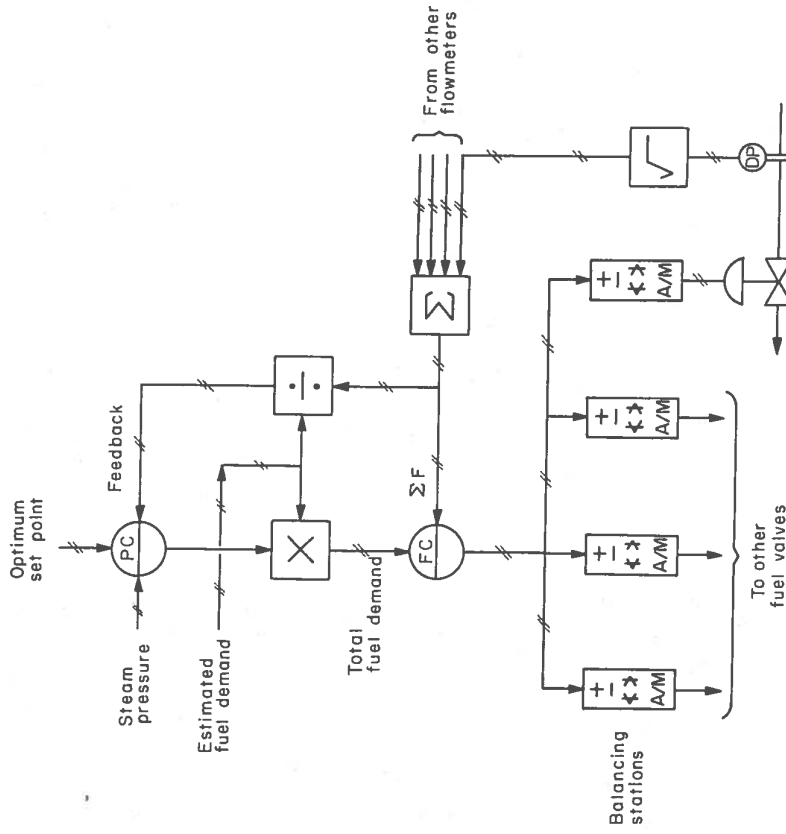 Optimum
set point
Steam
pressure
PC
Feedback
Estimated
fuel demand
×
÷
Total
fuel demand
FC
ΣF
Σ
From other
flowmeters
√
DP
Balancing
stations
+
−
< >
A/M
+
−
< >
A/M
+
−
< >
A/M
+
−
< >
A/M
To other
fuel valves